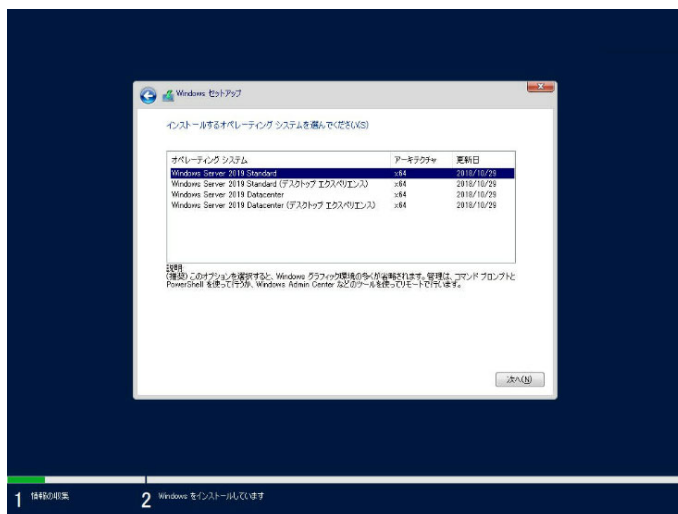 Windows セットアップ
インストールするオペレーティング システムを選んでください(S)
オペレーティング システム アーキテクチャ 更新日
Windows Server 2019 Standard x64 2018/10/29
Windows Server 2019 Standard (デスクトップ エクスペリエンス) x64 2018/10/29
Windows Server 2019 Datacenter x64 2018/10/29
Windows Server 2019 Datacenter (デスクトップ エクスペリエンス) x64 2018/10/29
説明:
(推奨) このオプションを選択すると、Windows グラフィック環境の多くが省略されます。管理は、コマンド プロンプトと
PowerShell を使って行うか、Windows Admin Center などのツールを使ってリモートで行います。
次へ(N)
1 情報の収集
2 Windows をインストールしています